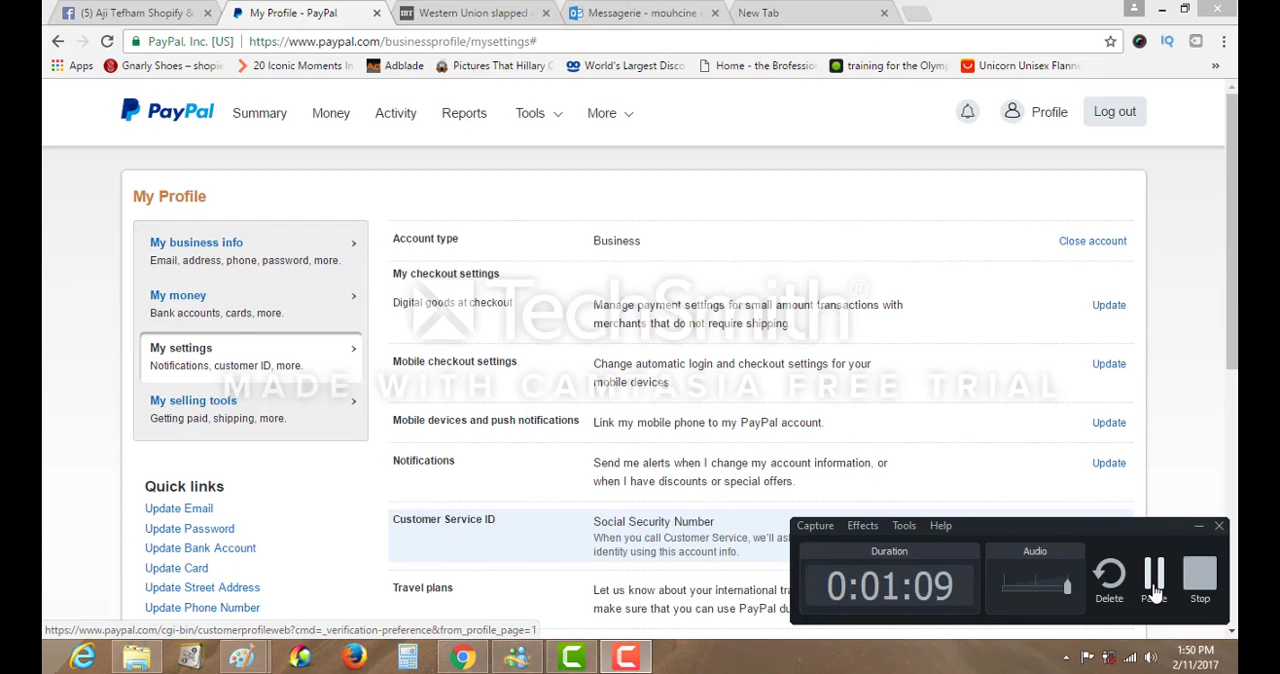 (5) Aji Tefham Shopify &
My Profile - PayPal
Western Union slapped
Messagerie - mouhcine
New Tab
PayPal, Inc. [US]
https://www.paypal.com/businessprofile/mysettings#
Apps
Gnarly Shoes – shopi
20 Iconic Moments In
Adblade
Pictures That Hillary C
World's Largest Disco
Home - the Brofession
training for the Olymp
Unicorn Unisex Flanne
»
PayPal
Summary
Money
Activity
Reports
Tools
More
Profile
Log out
My Profile
My business info
Email, address, phone, password, more.
My money
Bank accounts, cards, more.
My settings
Notifications, customer ID, more.
My selling tools
Getting paid, shipping, more.
Quick links
Update Email
Update Password
Update Bank Account
Update Card
Update Street Address
Update Phone Number
Account type
Business
Close account
My checkout settings
Digital goods at checkout
Manage payment settings for small amount transactions with
merchants that do not require shipping.
Update
Mobile checkout settings
Change automatic login and checkout settings for your
mobile devices.
Update
Mobile devices and push notifications
Link my mobile phone to my PayPal account.
Update
Notifications
Send me alerts when I change my account information, or
when I have discounts or special offers.
Update
Customer Service ID
Social Security Number
When you call Customer Service, we'll as
identity using this account info.
Travel plans
Let us know about your international tra
make sure that you can use PayPal du
TechSmith®
MADE WITH CAMTASIA FREE TRIAL
Capture
Effects
Tools
Help
Duration
0:01:09
Audio
Delete
Pause
Stop
https://www.paypal.com/cgi-bin/customerprofileweb?cmd=_verification-preference&from_profile_page=1
1:50 PM
2/11/2017